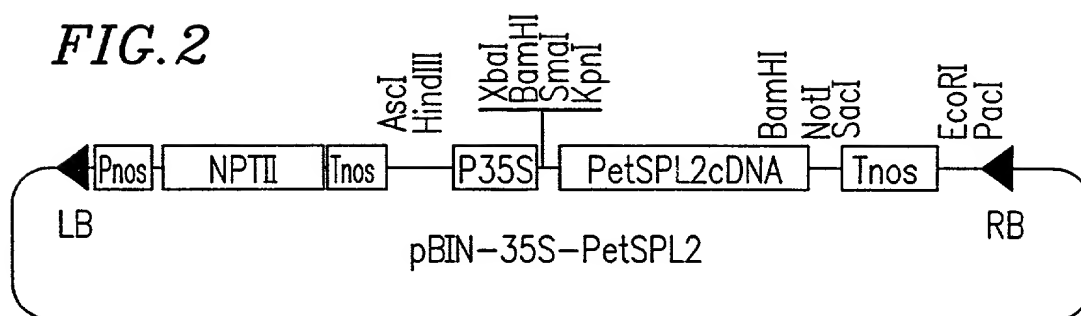 FIG.2
AscI
HindIII
XbaI
BamHI
SmaI
KpnI
BamHI
NotI
SacI
EcoRI
PacI
Pnos
NPTII
Tnos
P35S
PetSPL2cDNA
Tnos
LB
RB
pBIN-35S-PetSPL2